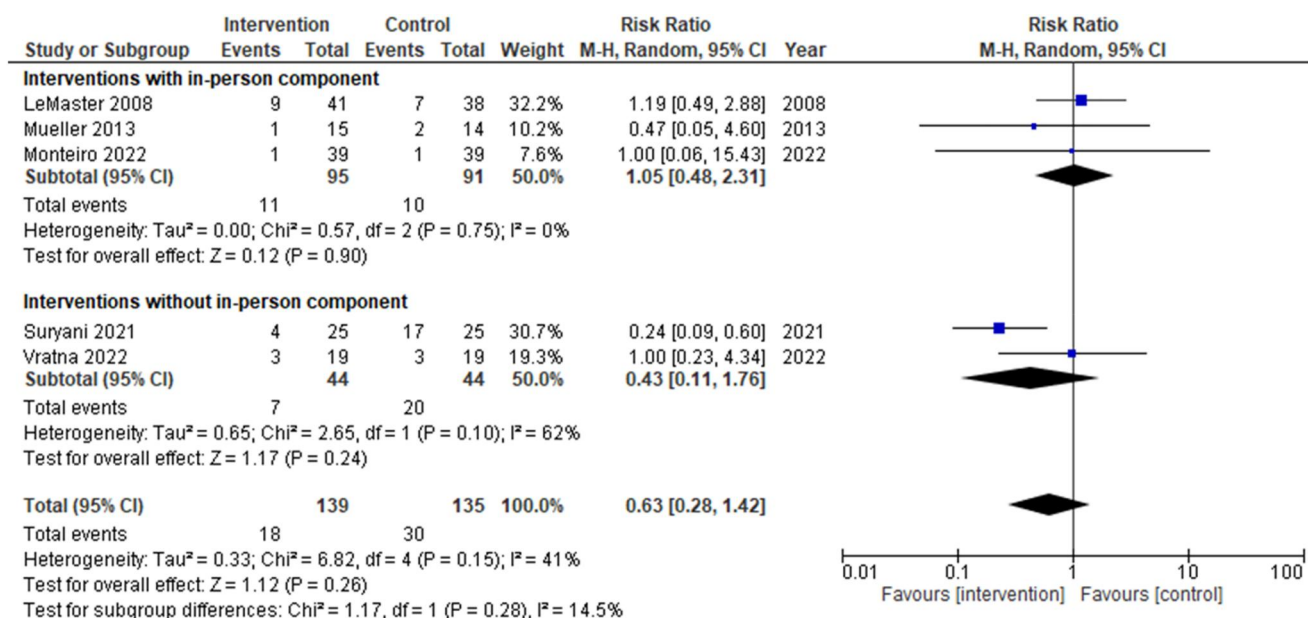 Intervention Control Risk Ratio Risk Ratio
Study or Subgroup Events Total Events Total Weight M-H, Random, 95% CI Year M-H, Random, 95% CI
Interventions with in-person component
LeMaster 2008 9 41 7 38 32.2% 1.19 [0.49, 2.88] 2008
Mueller 2013 1 15 2 14 10.2% 0.47 [0.05, 4.60] 2013
Monteiro 2022 1 39 1 39 7.6% 1.00 [0.06, 15.43] 2022
Subtotal (95% CI) 95 91 50.0% 1.05 [0.48, 2.31]
Total events 11 10
Heterogeneity: Tau² = 0.00; Chi² = 0.57, df = 2 (P = 0.75); I² = 0%
Test for overall effect: Z = 0.12 (P = 0.90)
Interventions without in-person component
Suryani 2021 4 25 17 25 30.7% 0.24 [0.09, 0.60] 2021
Vratna 2022 3 19 3 19 19.3% 1.00 [0.23, 4.34] 2022
Subtotal (95% CI) 44 44 50.0% 0.43 [0.11, 1.76]
Total events 7 20
Heterogeneity: Tau² = 0.65; Chi² = 2.65, df = 1 (P = 0.10); I² = 62%
Test for overall effect: Z = 1.17 (P = 0.24)
Total (95% CI) 139 135 100.0% 0.63 [0.28, 1.42]
Total events 18 30
Heterogeneity: Tau² = 0.33; Chi² = 6.82, df = 4 (P = 0.15); I² = 41%
Test for overall effect: Z = 1.12 (P = 0.26)
Test for subgroup differences: Chi² = 1.17, df = 1 (P = 0.28), I² = 14.5%
0.01 0.1 1 10 100
Favours [intervention] Favours [control]